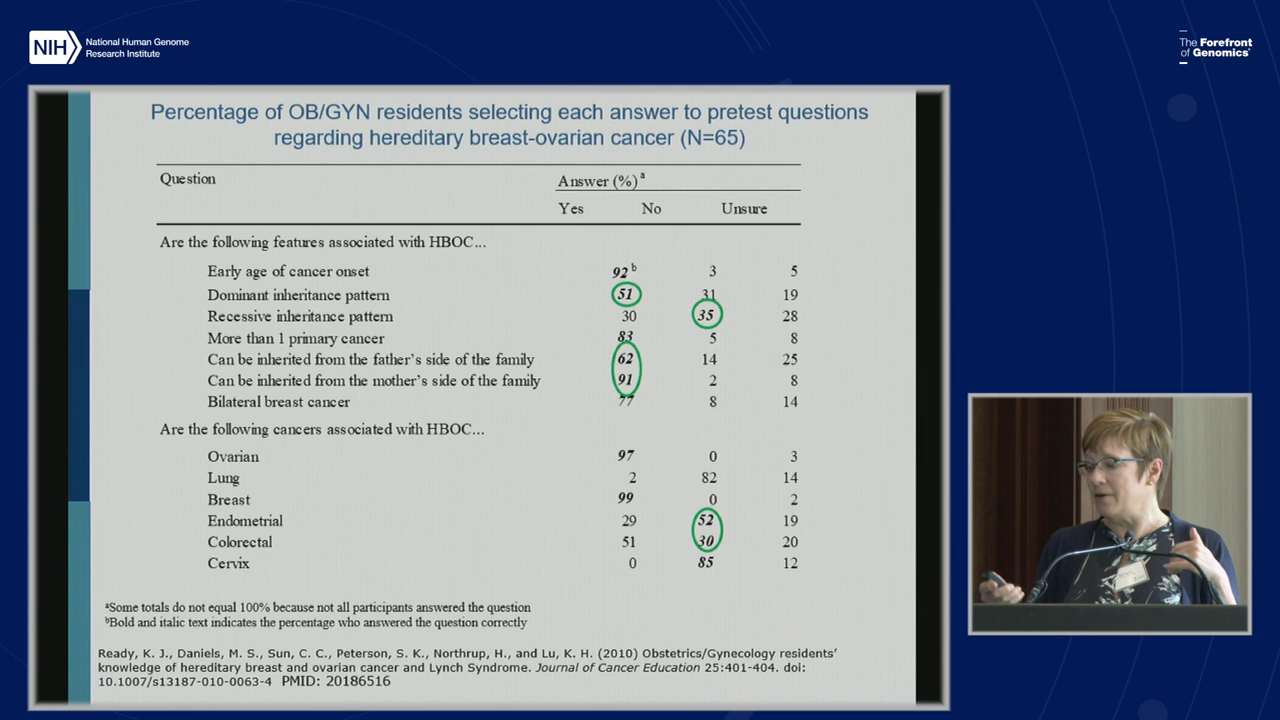 NIH National Human Genome
Research Institute
The Forefront
of Genomics
Percentage of OB/GYN residents selecting each answer to pretest questions
regarding hereditary breast-ovarian cancer (N=65)
Question Answer (%) a
Yes No Unsure
Are the following features associated with HBOC...
Early age of cancer onset 92 b 3 5
Dominant inheritance pattern 51 31 19
Recessive inheritance pattern 30 35 28
More than 1 primary cancer 83 5 8
Can be inherited from the father's side of the family 62 14 25
Can be inherited from the mother's side of the family 91 2 8
Bilateral breast cancer 77 8 14
Are the following cancers associated with HBOC...
Ovarian 97 0 3
Lung 2 82 14
Breast 99 0 2
Endometrial 29 52 19
Colorectal 51 30 20
Cervix 0 85 12
aSome totals do not equal 100% because not all participants answered the question
bBold and italic text indicates the percentage who answered the question correctly
Ready, K. J., Daniels, M. S., Sun, C. C., Peterson, S. K., Northrup, H., and Lu, K. H. (2010) Obstetrics/Gynecology residents'
knowledge of hereditary breast and ovarian cancer and Lynch Syndrome. Journal of Cancer Education 25:401-404. doi:
10.1007/s13187-010-0063-4 PMID: 20186516